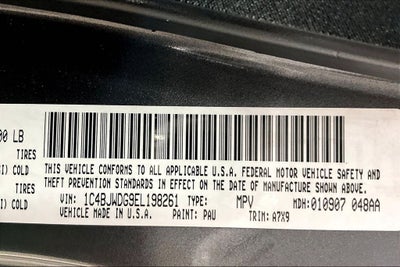 00 LB
TIRES
SI) COLD
TIRES
SI) COLD
THIS VEHICLE CONFORMS TO ALL APPLICABLE U.S.A. FEDERAL MOTOR VEHICLE SAFETY AND
THEFT PREVENTION STANDARDS IN EFFECT ON THE DATE OF MANUFACTURE SHOWN ABOVE.
VIN: 1C4BJWDG9EL198261 TYPE: MPV MDH: 010907 048AA
VEHICLE MADE IN U.S.A. PAINT: PAU TRIM: A7X9